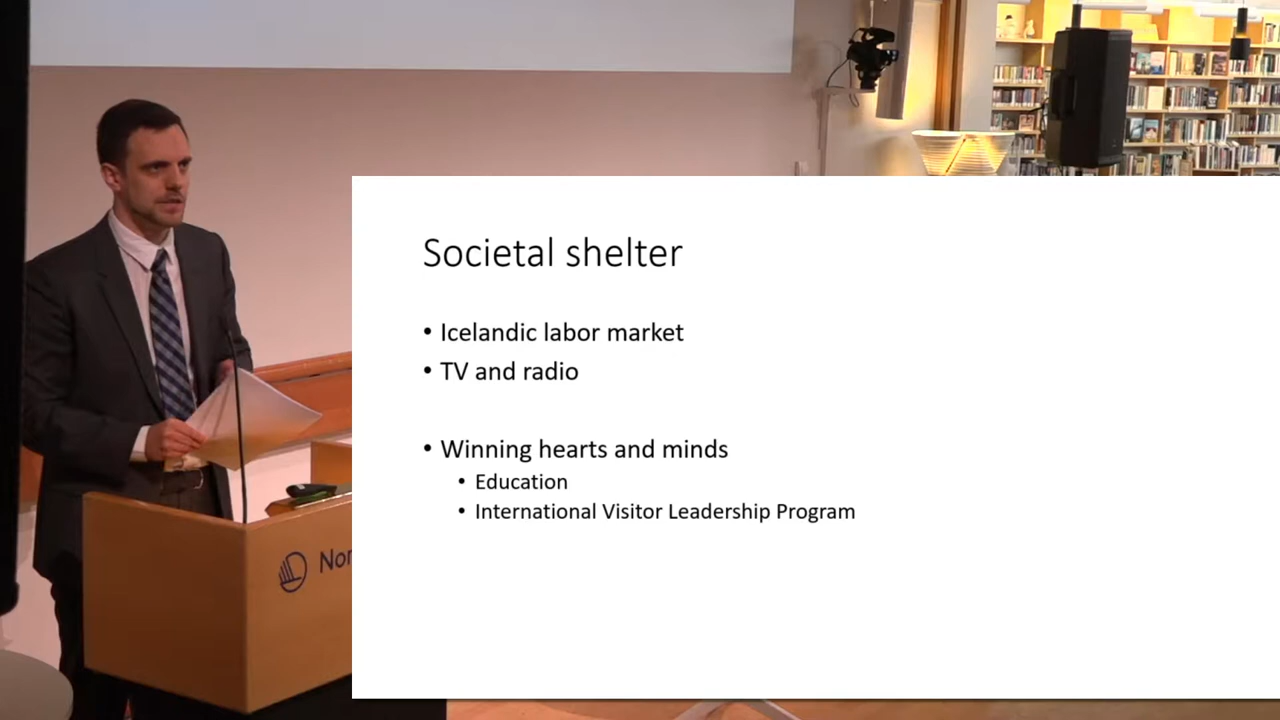 Societal shelter
• Icelandic labor market
• TV and radio
• Winning hearts and minds
• Education
• International Visitor Leadership Program
Nor